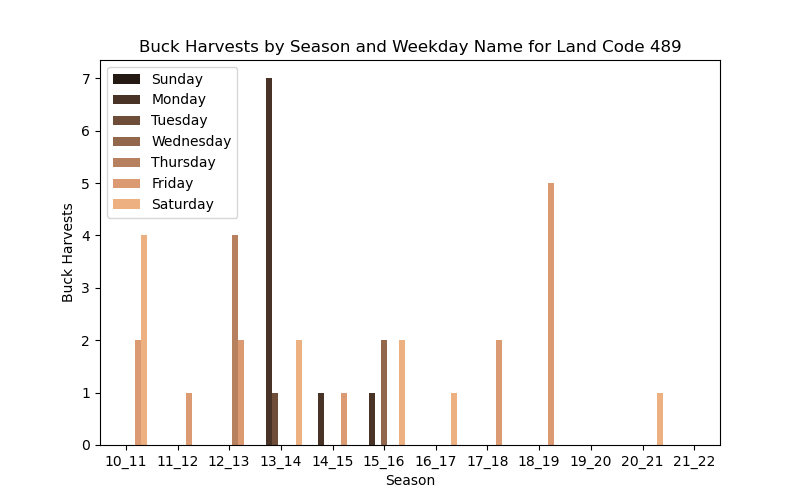 Buck Harvests by Season and Weekday Name for Land Code 489
Sunday
Monday
Tuesday
Wednesday
Thursday
Friday
Saturday
7
6
5
4
3
2
1
0
Buck Harvests
10_11 11_12 12_13 13_14 14_15 15_16 16_17 17_18 18_19 19_20 20_21 21_22
Season